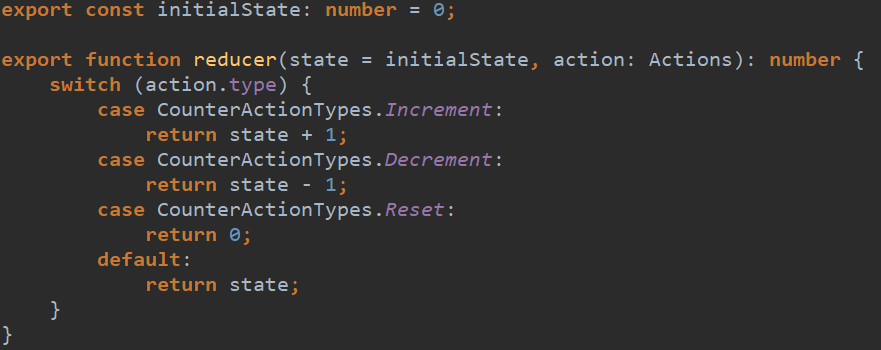 export const initialState: number = 0;

export function reducer(state = initialState, action: Actions): number {
    switch (action.type) {
        case CounterActionTypes.Increment:
            return state + 1;
        case CounterActionTypes.Decrement:
            return state - 1;
        case CounterActionTypes.Reset:
            return 0;
        default:
            return state;
    }
}